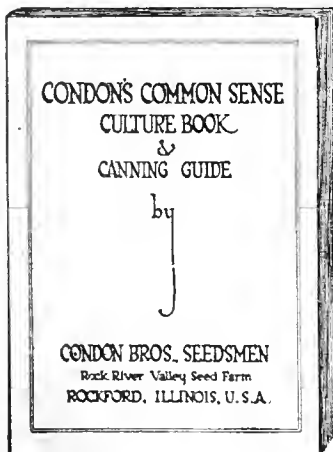 CONDON'S COMMON SENSE
CULTURE BOOK
&
CANNING GUIDE
by
CONDON BROS., SEEDSMEN
Rock River Valley Seed Farm
ROCKFORD, ILLINOIS, U.S.A.